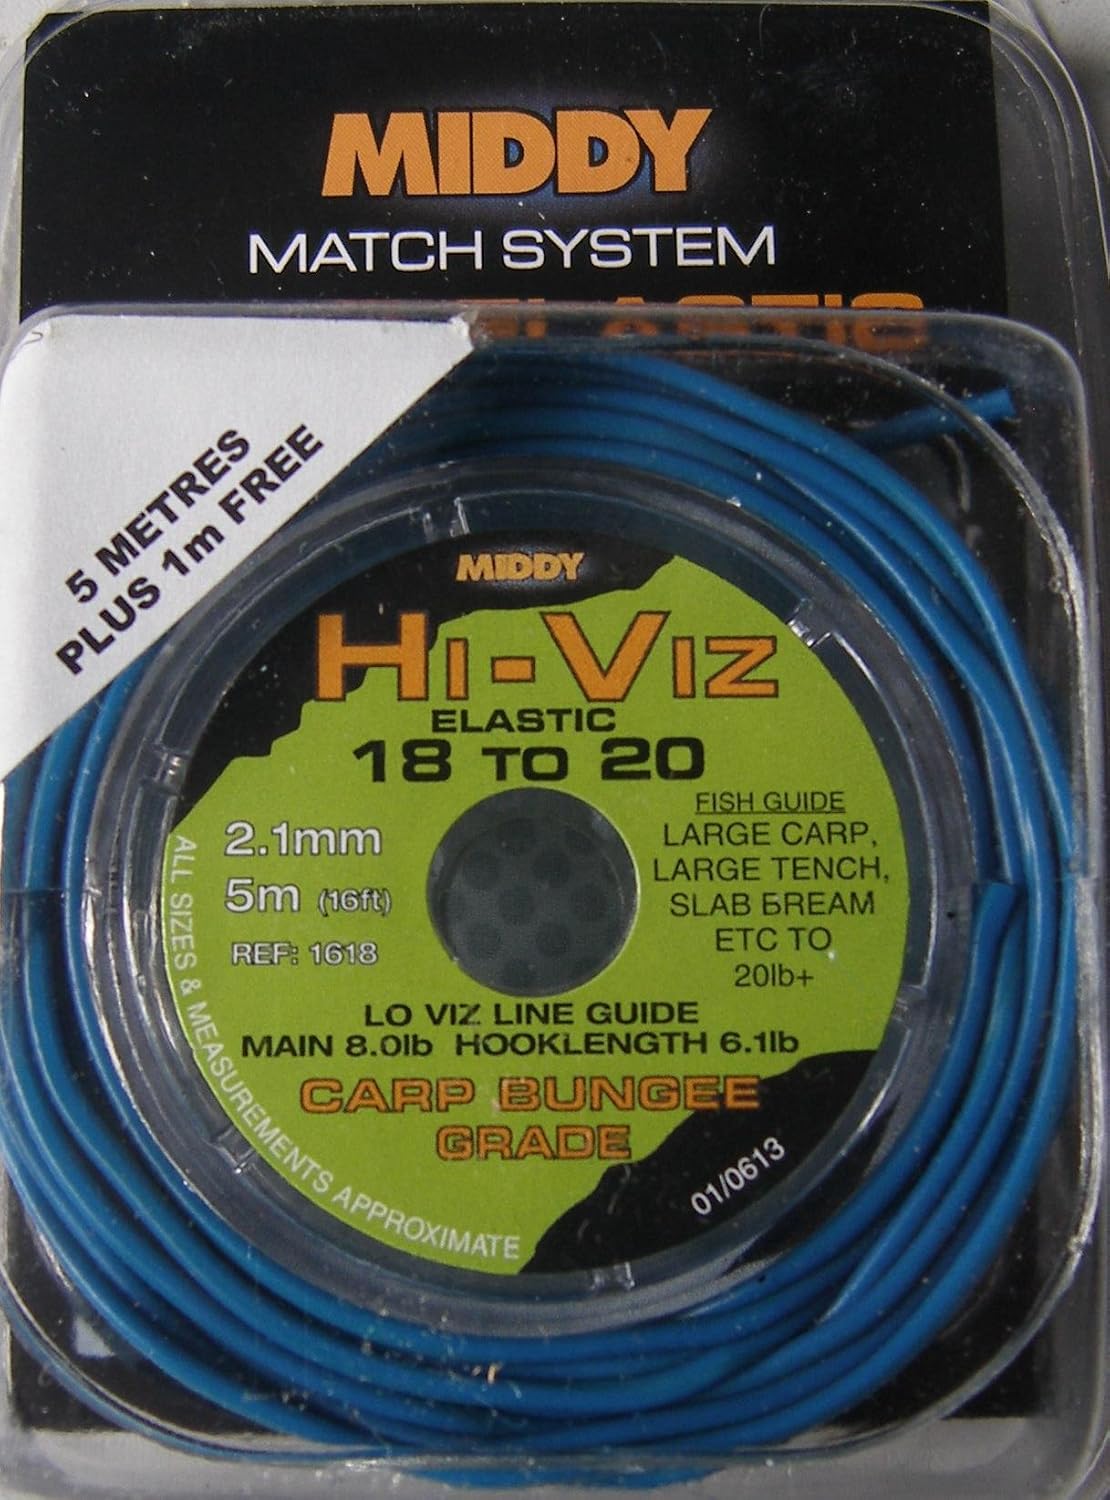 MIDDY
MATCH SYSTEM
ELASTIC
5 METRES
PLUS 1m FREE
MIDDY
HI-VIZ
ELASTIC
18 TO 20
2.1mm
5m (16ft)
REF: 1618
FISH GUIDE
LARGE CARP,
LARGE TENCH,
SLAB BREAM
ETC TO
20lb+
LO VIZ LINE GUIDE
MAIN 8.0lb HOOKLENGTH 6.1lb
CARP BUNGEE
GRADE
ALL SIZES & MEASUREMENTS APPROXIMATE
01/0613